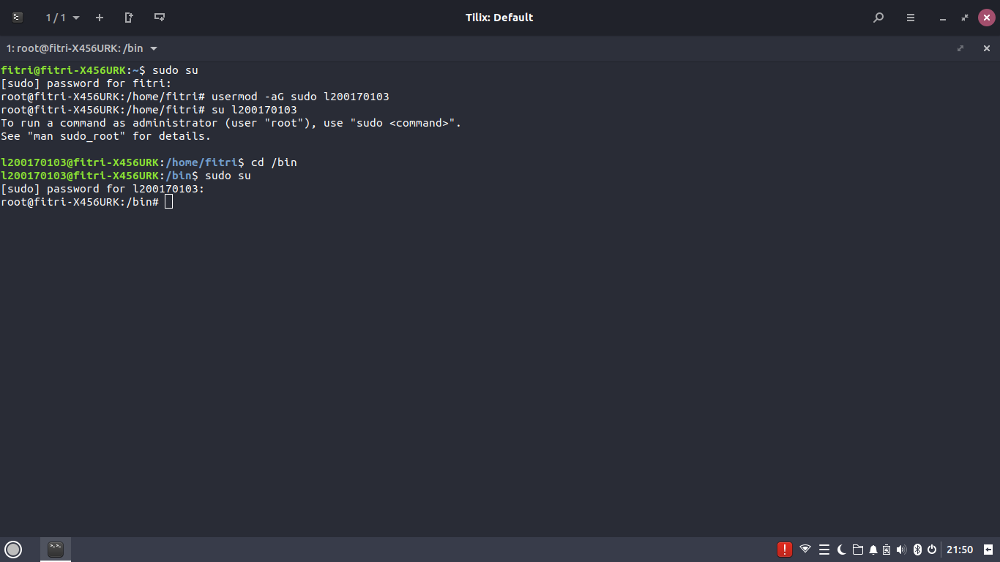 1 / 1
Tilix: Default
1: root@fitri-X456URK: /bin
fitri@fitri-X456URK:~$ sudo su
[sudo] password for fitri:
root@fitri-X456URK:/home/fitri# usermod -aG sudo l200170103
root@fitri-X456URK:/home/fitri# su l200170103
To run a command as administrator (user "root"), use "sudo <command>".
See "man sudo_root" for details.
l200170103@fitri-X456URK:/home/fitri$ cd /bin
l200170103@fitri-X456URK:/bin$ sudo su
[sudo] password for l200170103:
root@fitri-X456URK:/bin#
21:50